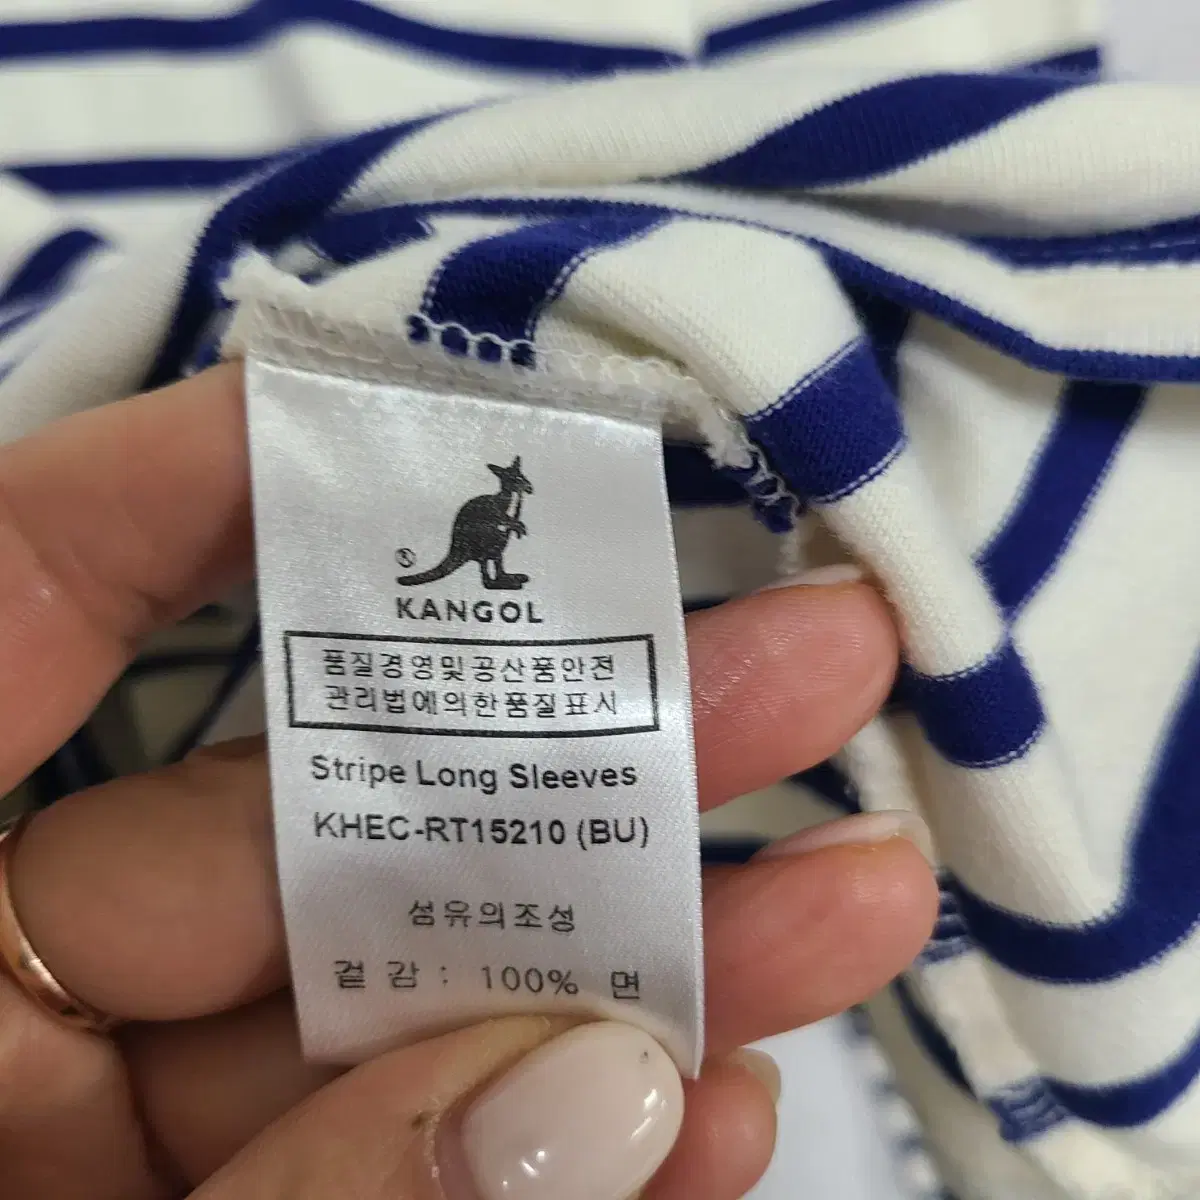 KANGOL
품질경영및공산품안전
관리법에의한품질표시
Stripe Long Sleeves
KHEC-RT15210 (BU)
섬유의조성
겉감 : 100% 면